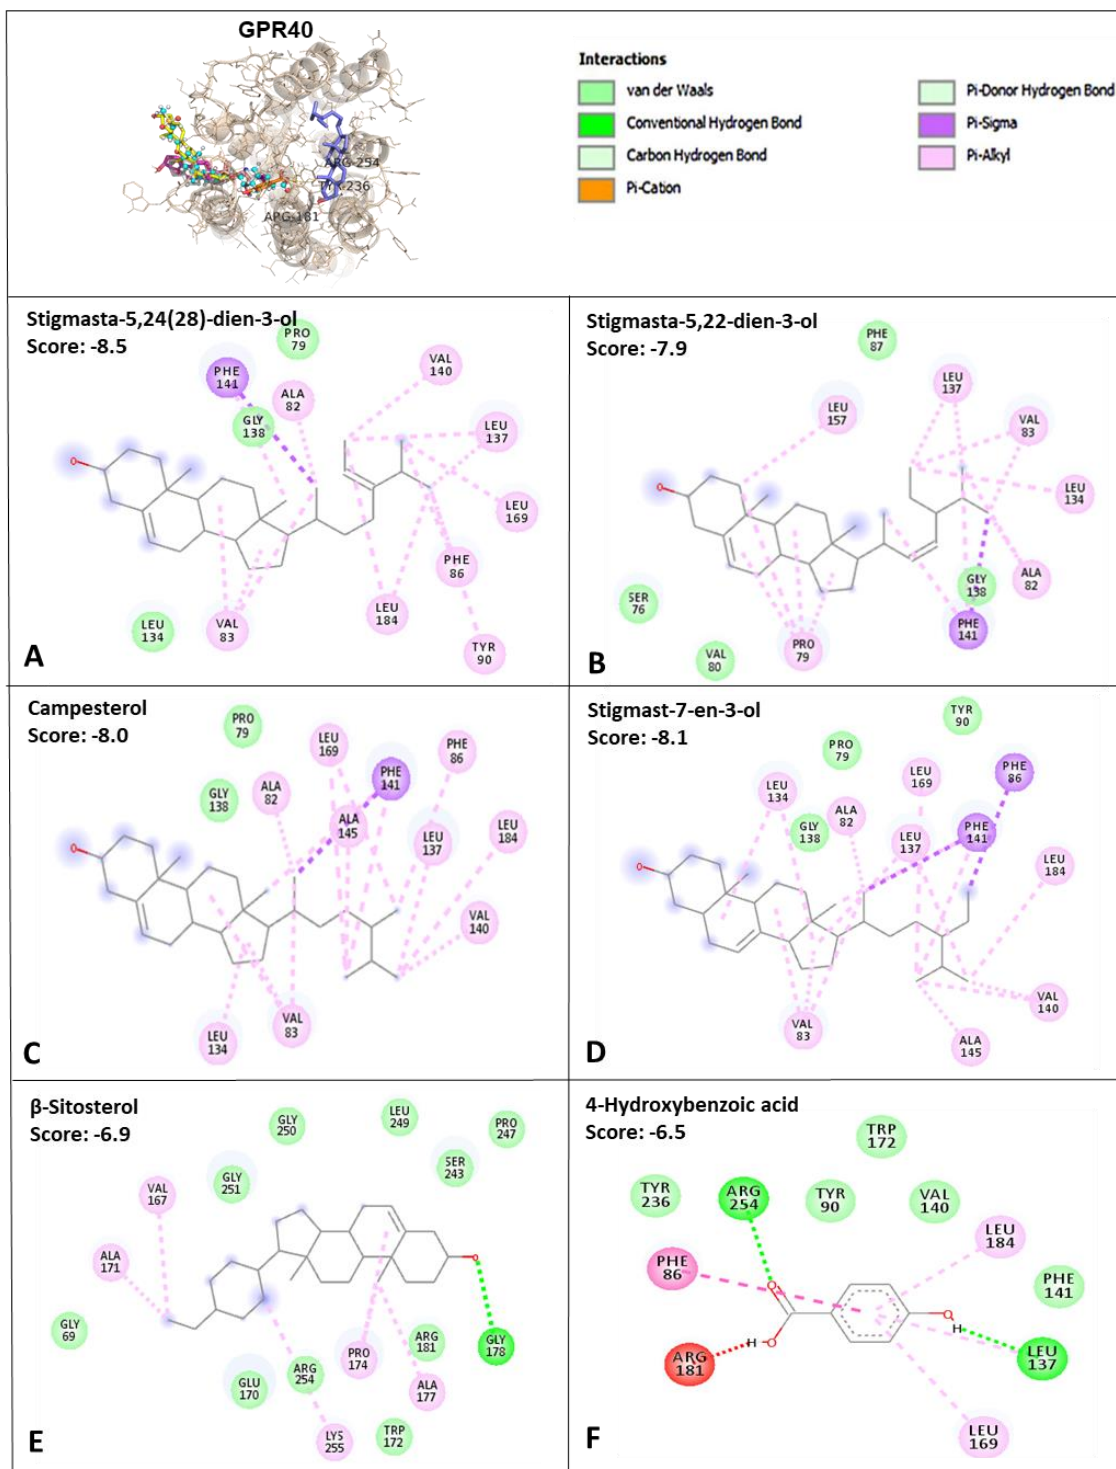 GPR40
ARG-254
TYR-236
ARG-181
Interactions
van der Waals
Conventional Hydrogen Bond
Carbon Hydrogen Bond
Pi-Cation
Pi-Donor Hydrogen Bond
Pi-Sigma
Pi-Alkyl
Stigmasta-5,24(28)-dien-3-ol
Score: -8.5
PRO
79
PHE
141
ALA
82
GLY
138
VAL
140
LEU
137
O
LEU
169
PHE
86
LEU
134
VAL
83
LEU
184
TYR
90
A
Stigmasta-5,22-dien-3-ol
Score: -7.9
PHE
87
LEU
137
LEU
157
VAL
83
O
LEU
134
SER
76
GLY
138
ALA
82
VAL
80
PRO
79
PHE
141
B
Campesterol
Score: -8.0
PRO
79
LEU
169
PHE
86
GLY
138
ALA
82
PHE
141
ALA
145
LEU
137
LEU
184
O
VAL
140
LEU
134
VAL
83
C
Stigmast-7-en-3-ol
Score: -8.1
TYR
90
PRO
79
LEU
134
LEU
169
PHE
86
GLY
138
ALA
82
LEU
137
PHE
141
LEU
184
O
VAL
83
VAL
140
ALA
145
D
β-Sitosterol
Score: -6.9
GLY
250
LEU
249
PRO
247
VAL
167
GLY
251
SER
243
ALA
171
O
GLY
69
GLU
170
ARG
254
PRO
174
ARG
181
GLY
178
ALA
177
LYS
255
TRP
172
E
4-Hydroxybenzoic acid
Score: -6.5
TRP
172
TYR
236
ARG
254
TYR
90
VAL
140
PHE
86
LEU
184
PHE
141
O
O
H
H
O
ARG
181
LEU
137
LEU
169
F